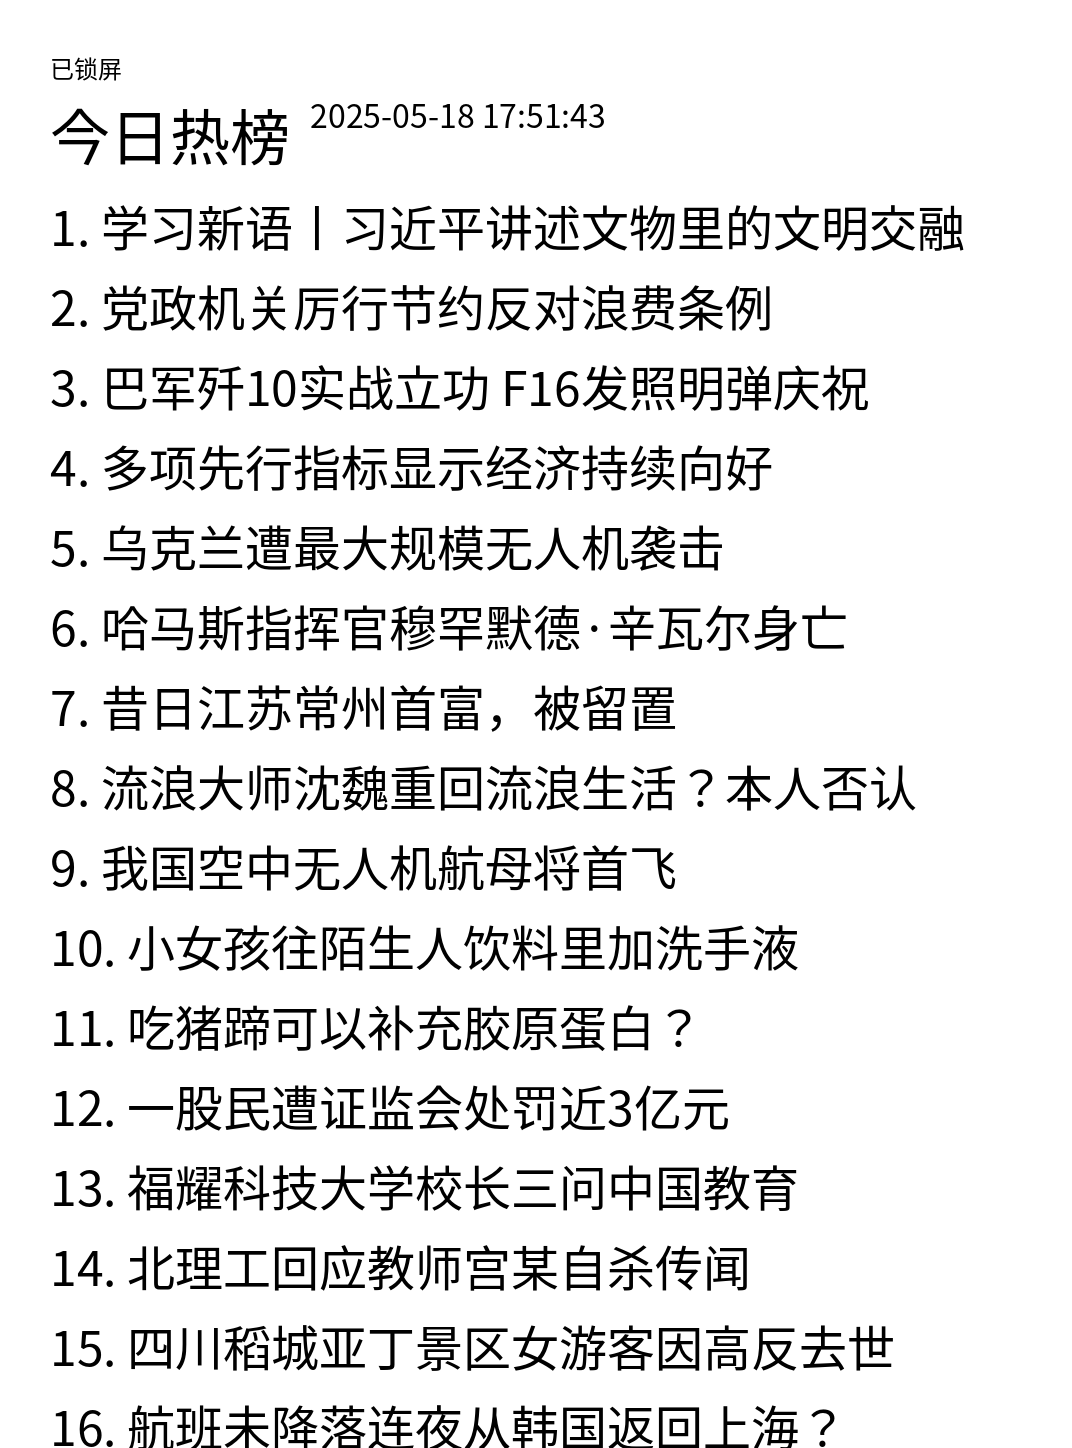 已锁屏
今日热榜 2025-05-18 17:51:43
1. 学习新语丨习近平讲述文物里的文明交融
2. 党政机关厉行节约反对浪费条例
3. 巴军歼10实战立功 F16发照明弹庆祝
4. 多项先行指标显示经济持续向好
5. 乌克兰遭最大规模无人机袭击
6. 哈马斯指挥官穆罕默德·辛瓦尔身亡
7. 昔日江苏常州首富，被留置
8. 流浪大师沈魏重回流浪生活？本人否认
9. 我国空中无人机航母将首飞
10. 小女孩往陌生人饮料里加洗手液
11. 吃猪蹄可以补充胶原蛋白？
12. 一股民遭证监会处罚近3亿元
13. 福耀科技大学校长三问中国教育
14. 北理工回应教师宫某自杀传闻
15. 四川稻城亚丁景区女游客因高反去世
16. 航班未降落连夜从韩国返回上海？